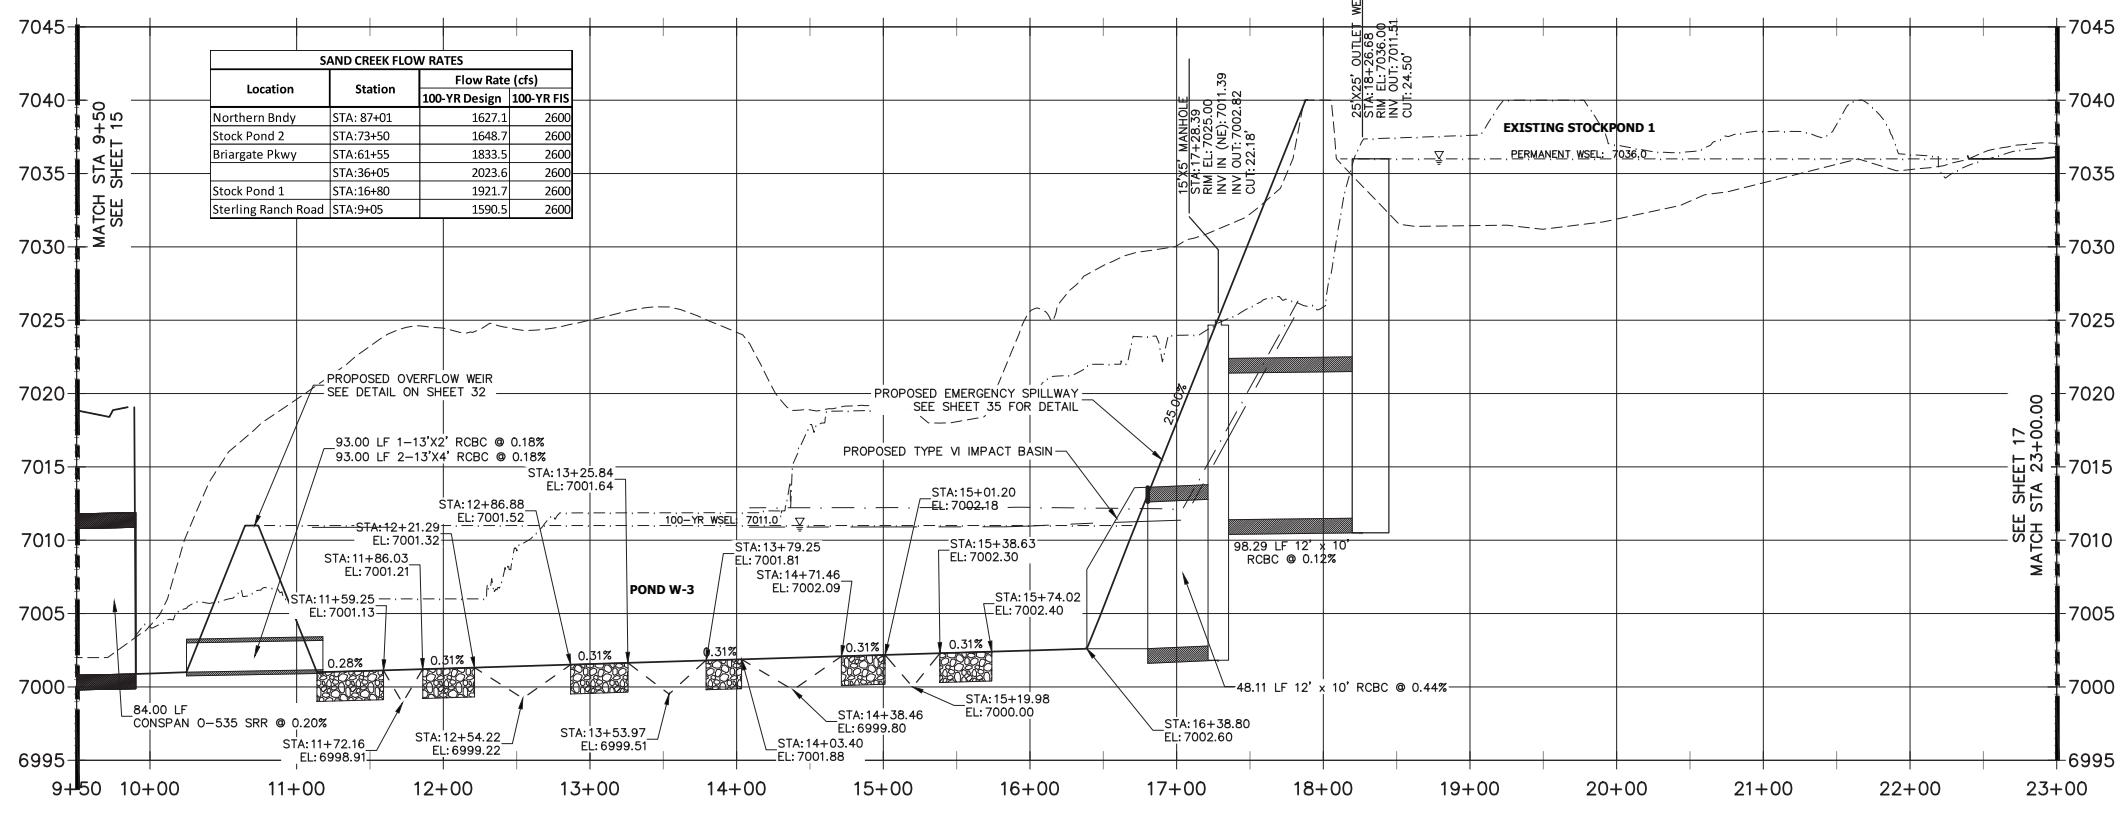 SAND CREEK FLOW RATES
Location Station Flow Rate (cfs)
100-YR Design 100-YR FIS
Northern Bndy STA: 87+01 1627.1 2600
Stock Pond 2 STA:73+50 1648.7 2600
Briargate Pkwy STA:61+55 1833.5 2600
STA:36+05 2023.6 2600
Stock Pond 1 STA:16+80 1921.7 2600
Sterling Ranch Road STA:9+05 1590.5 2600
MATCH STA 9+50
SEE SHEET 15
7045
7040
7035
7030
7025
7020
7015
7010
7005
7000
6995
15'X5' MANHOLE
STA:17+28.39
RIM EL:7025.00
INV IN (NE): 7011.39
INV OUT:7002.82
CUT:22.18'
25'X25' OUTLET WE
STA:18+26.68
RIM EL:7036.00
INV OUT:7011.51
CUT:24.50'
EXISTING STOCKPOND 1
PERMANENT WSEL: 7036.0
PROPOSED OVERFLOW WEIR
SEE DETAIL ON SHEET 32
93.00 LF 1-13'X2' RCBC @ 0.18%
93.00 LF 2-13'X4' RCBC @ 0.18%
PROPOSED EMERGENCY SPILLWAY
SEE SHEET 35 FOR DETAIL
25.00%
PROPOSED TYPE VI IMPACT BASIN
STA:13+25.84
EL:7001.64
STA:12+86.88
EL:7001.52
STA:12+21.29
EL:7001.32
STA:11+86.03
EL:7001.21
STA:11+59.25
EL:7001.13
100-YR WSEL: 7011.0
STA:15+01.20
EL:7002.18
STA:13+79.25
EL:7001.81
STA:14+71.46
EL:7002.09
STA:15+38.63
EL:7002.30
STA:15+74.02
EL:7002.40
POND W-3
98.29 LF 12' x 10'
RCBC @ 0.12%
0.28%
0.31%
0.31%
0.31%
0.31%
0.31%
48.11 LF 12' x 10' RCBC @ 0.44%
84.00 LF
CONSPAN O-535 SRR @ 0.20%
STA:11+72.16
EL:6998.91
STA:12+54.22
EL:6999.22
STA:13+53.97
EL:6999.51
STA:14+03.40
EL:7001.88
STA:14+38.46
EL:6999.80
STA:15+19.98
EL:7000.00
STA:16+38.80
EL:7002.60
SEE SHEET 17
MATCH STA 23+00.00
7045
7040
7035
7030
7025
7020
7015
7010
7005
7000
6995
9+50 10+00 11+00 12+00 13+00 14+00 15+00 16+00 17+00 18+00 19+00 20+00 21+00 22+00 23+00